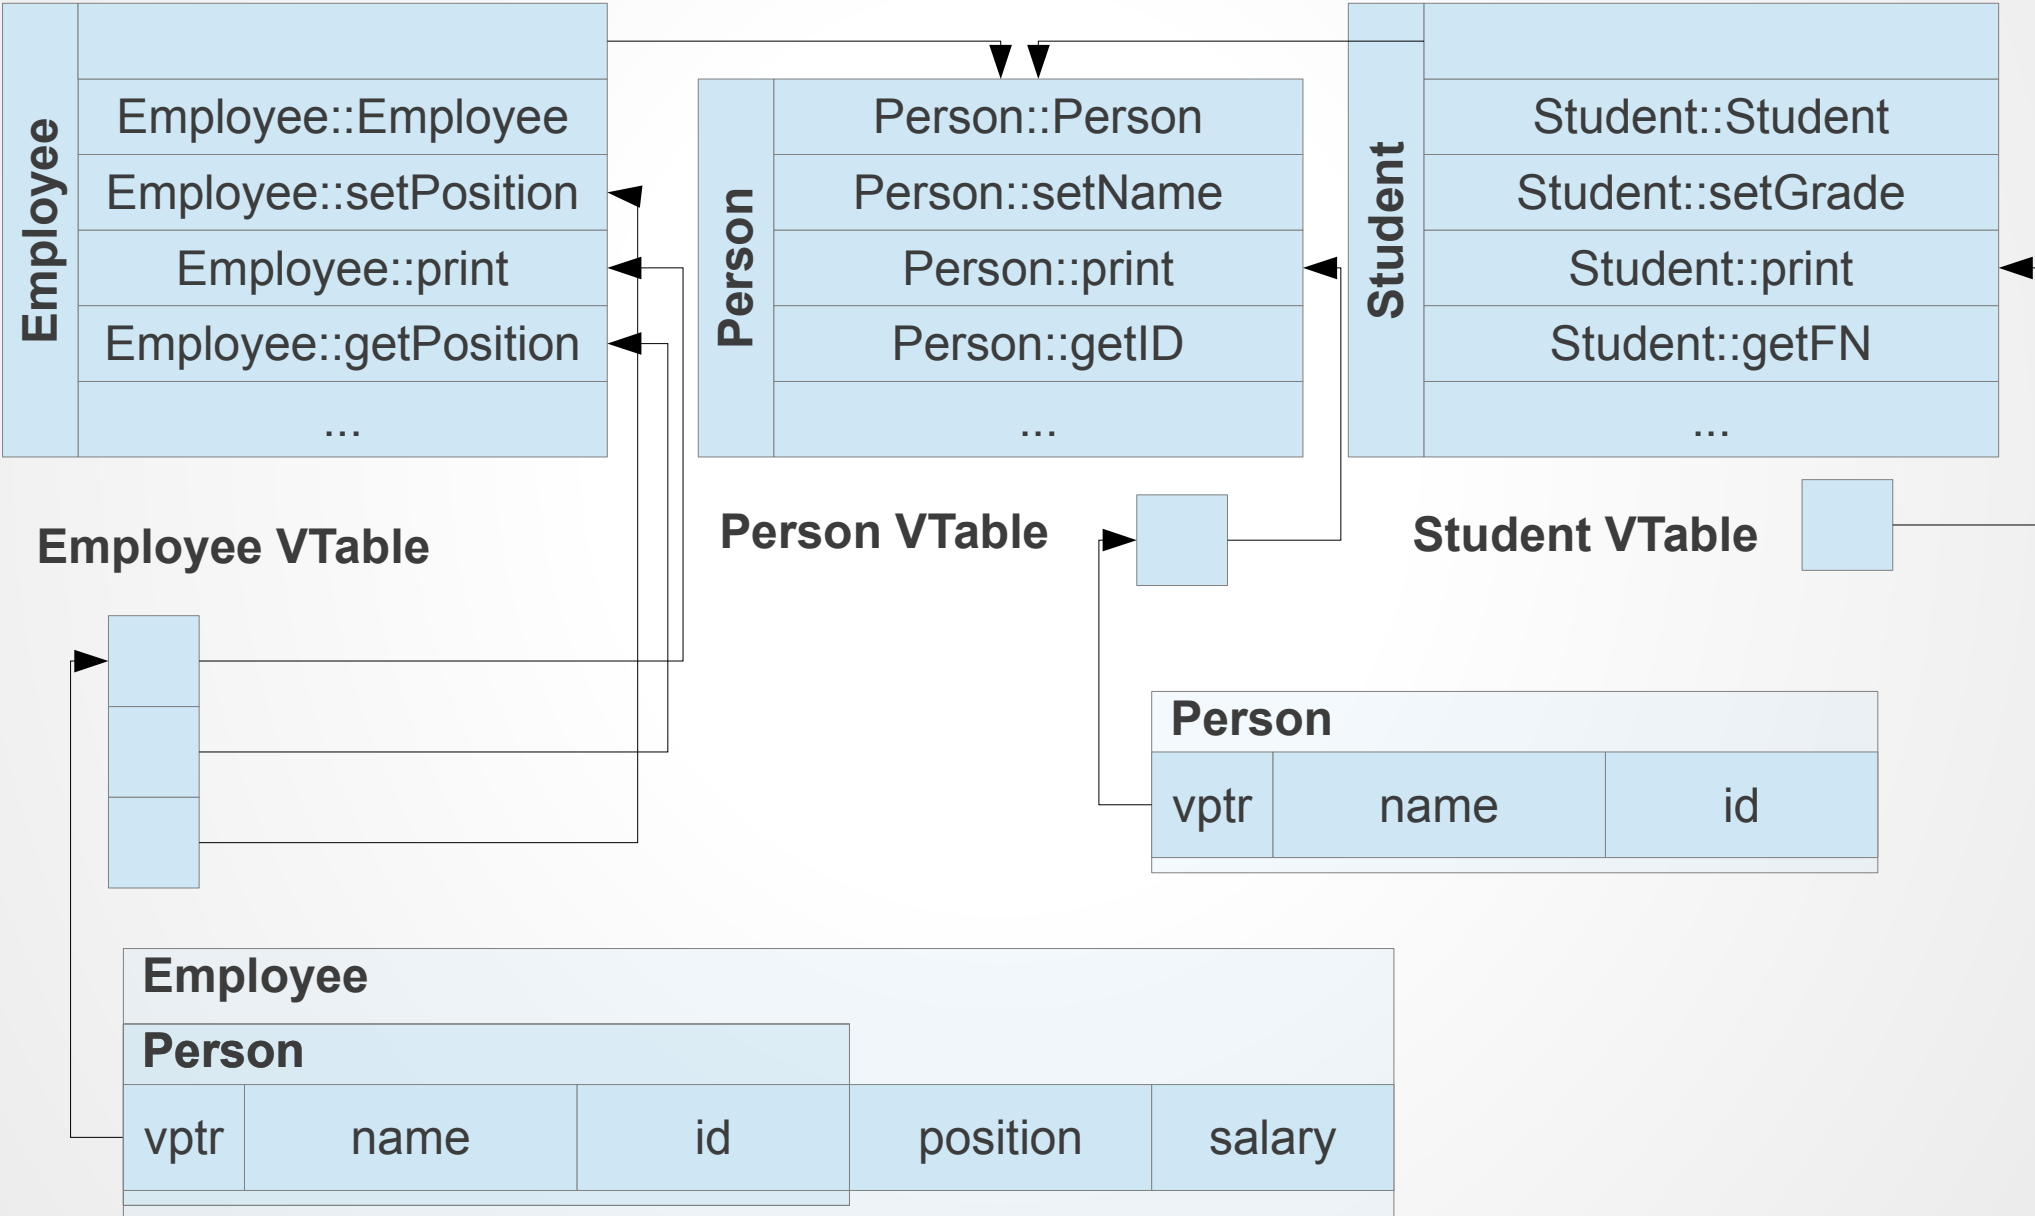 Employee
Employee::Employee
Employee::setPosition
Employee::print
Employee::getPosition
...
Person
Person::Person
Person::setName
Person::print
Person::getID
...
Student
Student::Student
Student::setGrade
Student::print
Student::getFN
...
Employee VTable
Person VTable
Student VTable
Person
vptr name id
Employee
Person
vptr name id position salary